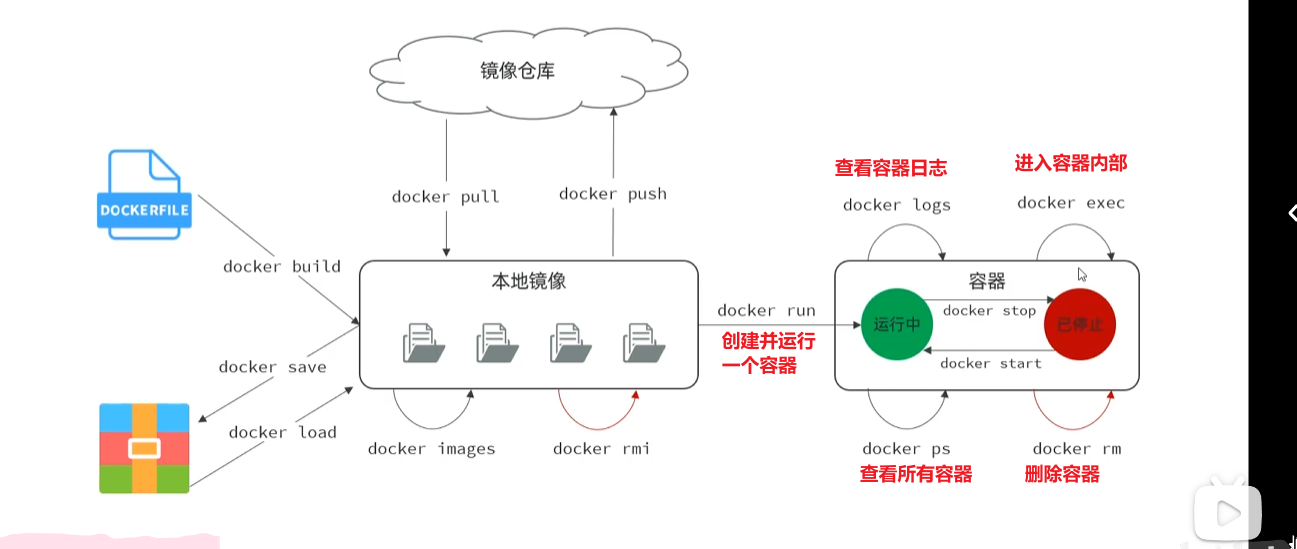 镜像仓库
查看容器日志
进入容器内部
docker pull
docker push
docker logs
docker exec
DOCKERFILE
docker build
本地镜像
容器
docker run
创建并运行
一个容器
运行中
docker stop
已停止
docker start
docker save
docker load
docker images
docker rmi
docker ps
查看所有容器
docker rm
删除容器